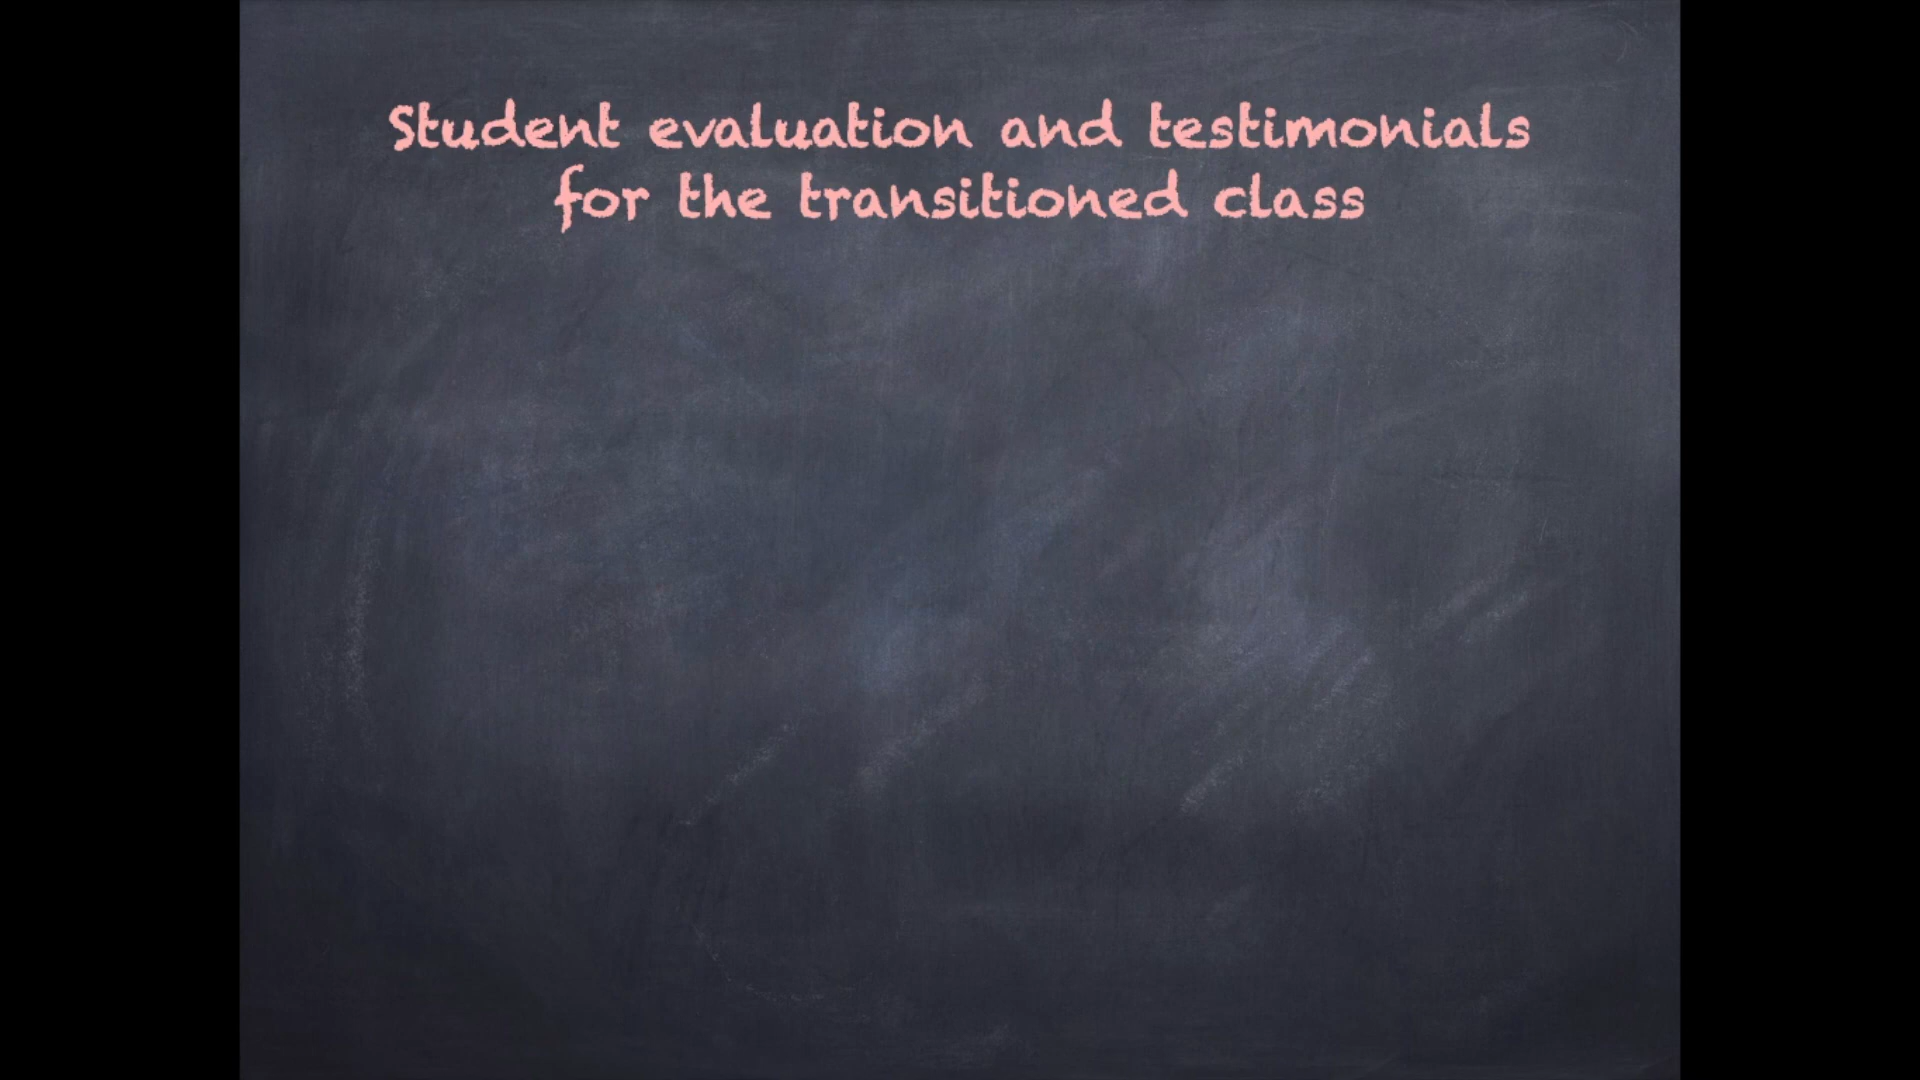 Student evaluation and testimonials
for the transitioned class